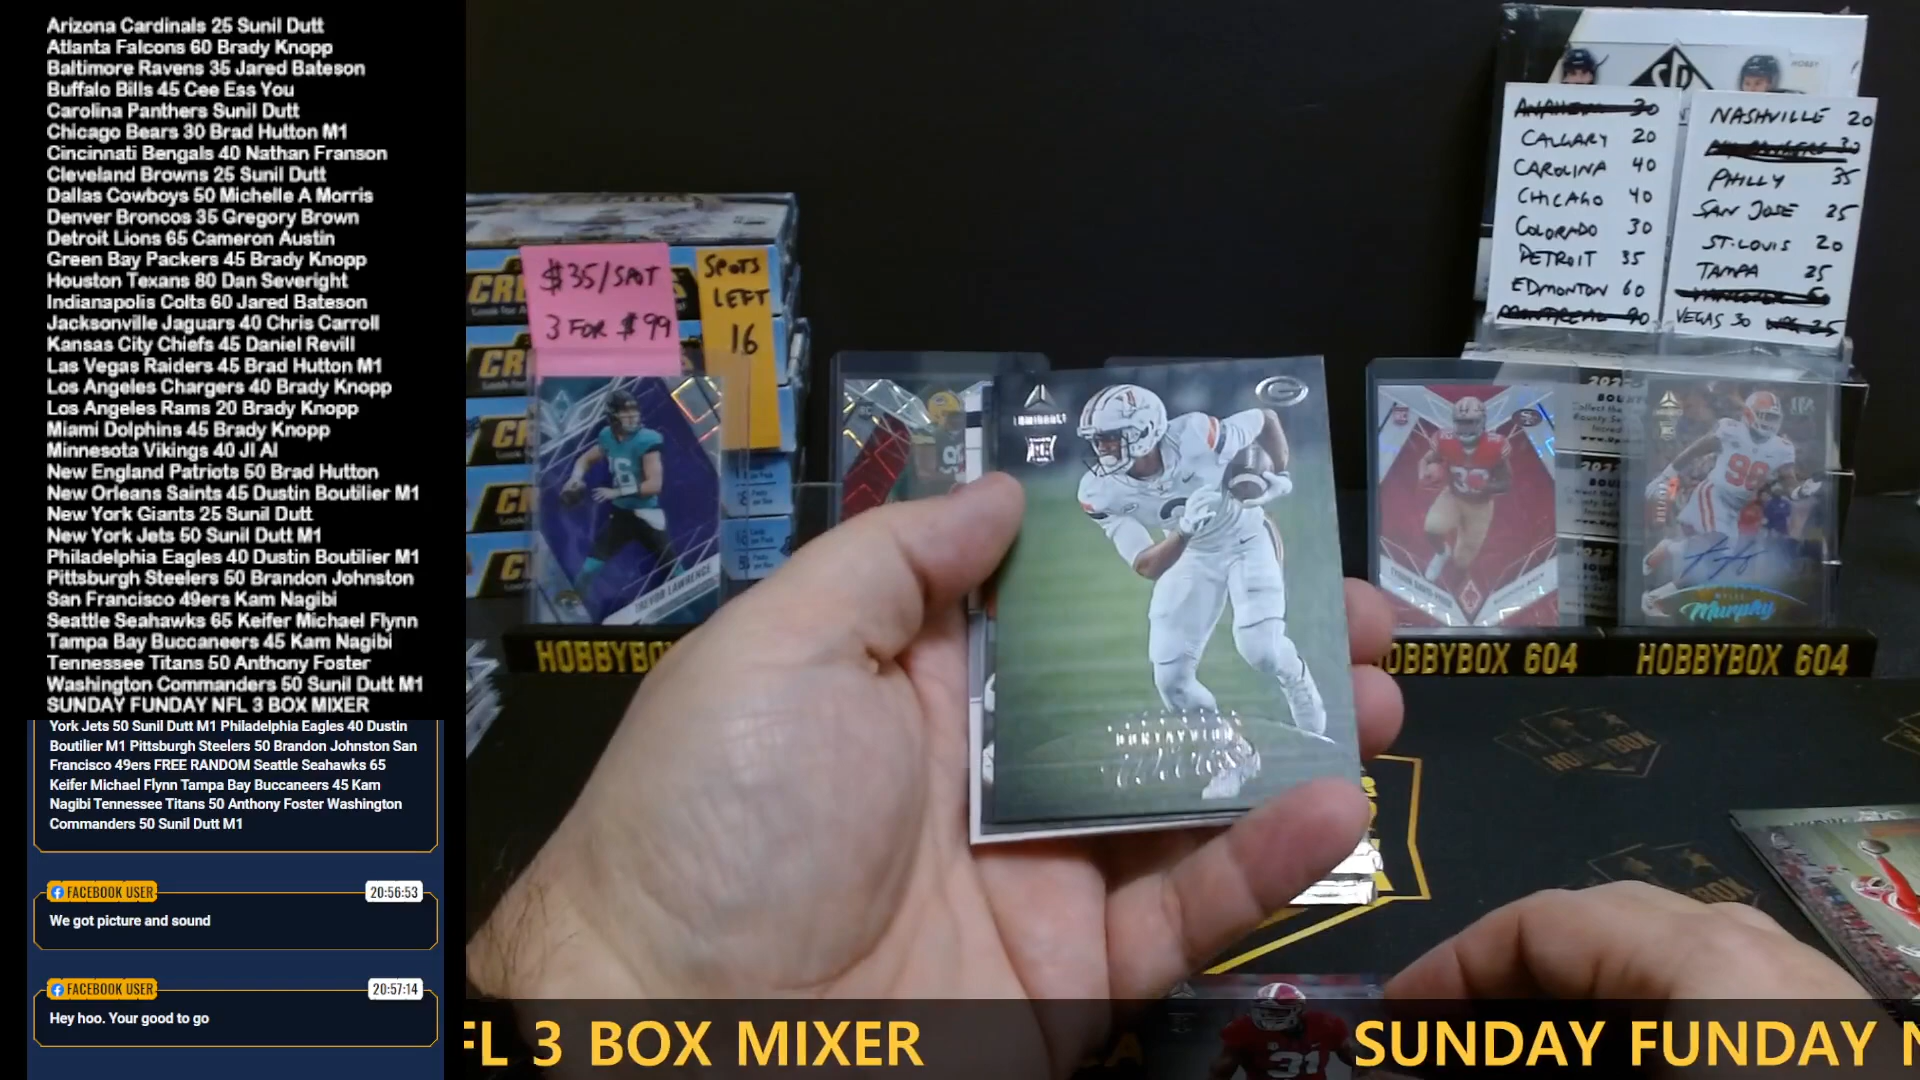 Arizona Cardinals 25 Sunil Dutt
Atlanta Falcons 60 Brady Knopp
Baltimore Ravens 35 Jared Bateson
Buffalo Bills 45 Cee Ess You
Carolina Panthers Sunil Dutt
Chicago Bears 30 Brad Hutton M1
Cincinnati Bengals 40 Nathan Franson
Cleveland Browns 25 Sunil Dutt
Dallas Cowboys 50 Michelle A Morris
Denver Broncos 35 Gregory Brown
Detroit Lions 65 Cameron Austin
Green Bay Packers 45 Brady Knopp
Houston Texans 80 Dan Severight
Indianapolis Colts 60 Jared Bateson
Jacksonville Jaguars 40 Chris Carroll
Kansas City Chiefs 45 Daniel Revill
Las Vegas Raiders 45 Brad Hutton M1
Los Angeles Chargers 40 Brady Knopp
Los Angeles Rams 20 Brady Knopp
Miami Dolphins 45 Brady Knopp
Minnesota Vikings 40 JI AI
New England Patriots 50 Brad Hutton
New Orleans Saints 45 Dustin Boutilier M1
New York Giants 25 Sunil Dutt
New York Jets 50 Sunil Dutt M1
Philadelphia Eagles 40 Dustin Boutilier M1
Pittsburgh Steelers 50 Brandon Johnston
San Francisco 49ers Kam Nagibi
Seattle Seahawks 65 Keifer Michael Flynn
Tampa Bay Buccaneers 45 Kam Nagibi
Tennessee Titans 50 Anthony Foster
Washington Commanders 50 Sunil Dutt M1
SUNDAY FUNDAY NFL 3 BOX MIXER
York Jets 50 Sunil Dutt M1 Philadelphia Eagles 40 Dustin
Boutilier M1 Pittsburgh Steelers 50 Brandon Johnston San
Francisco 49ers FREE RANDOM Seattle Seahawks 65
Keifer Michael Flynn Tampa Bay Buccaneers 45 Kam
Nagibi Tennessee Titans 50 Anthony Foster Washington
Commanders 50 Sunil Dutt M1
FACEBOOK USER 20:56:53
We got picture and sound
FACEBOOK USER 20:57:14
Hey hoo. Your good to go
$35/SPOT
3 FOR $99
SPOTS
LEFT
16
TREVOR LAWRENCE
SP
HOBBY
CALGARY 20
CAROLINA 40
CHICAGO 40
COLORADO 30
DETROIT 35
EDMONTON 60
NASHVILLE 20
PHILLY 35
SAN JOSE 25
ST. LOUIS 20
TAMPA 25
VEGAS 30
LUMINANCE
Murphy
HOBBYBO
HOBBYBOX 604
HOBBYBOX 604
FL 3 BOX MIXER
SUNDAY FUNDAY N